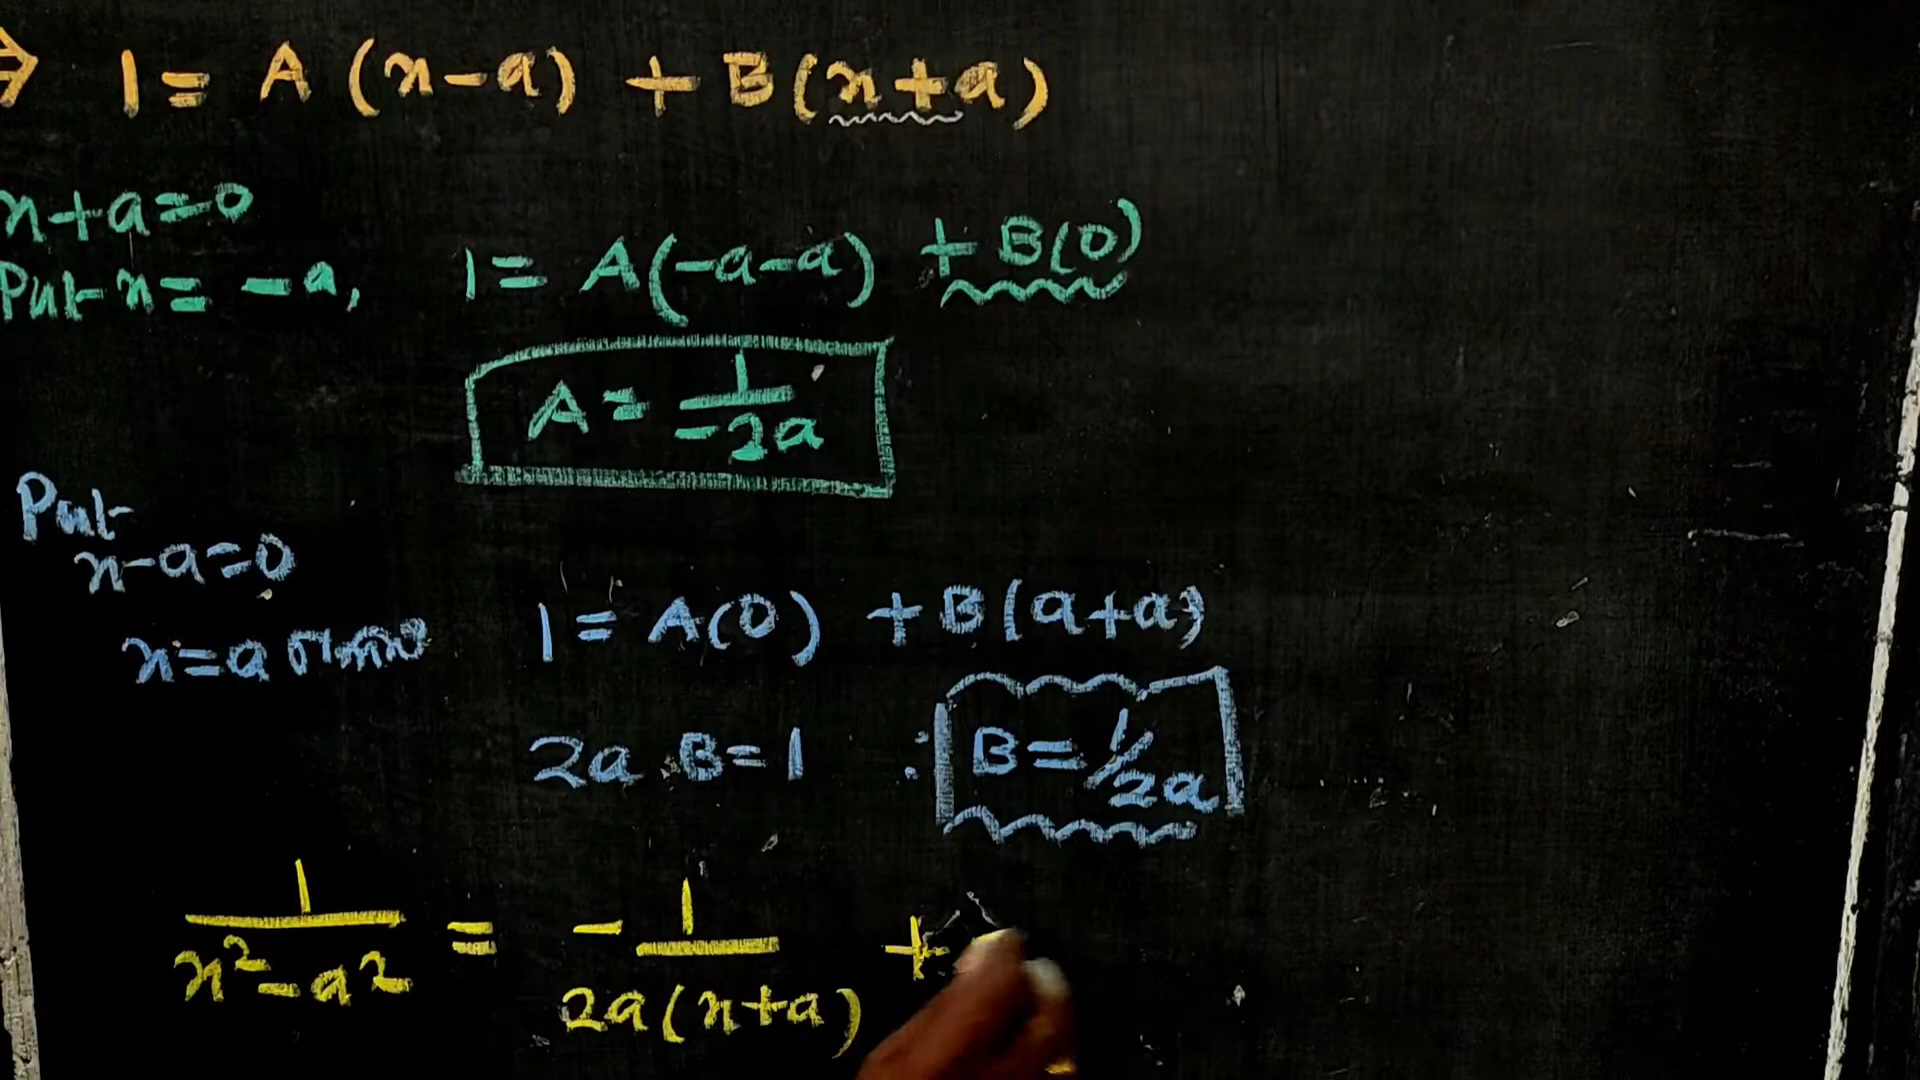 ⇒ 1 = A (x-a) + B(x+a)
x+a=0
Put x = -a, 1 = A(-a-a) + B(0)
A = 1/-2a
Put
x-a=0
x=a 1 = A(0) + B(a+a)
2a B = 1 ∴ B = 1/2a
1/x²-a² = - 1/2a(x+a) +